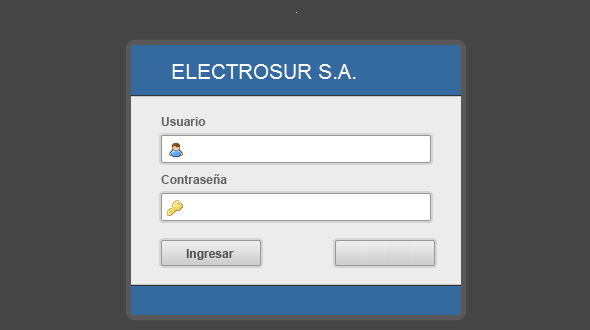 ELECTROSUR S.A.
Usuario
Contraseña
Ingresar